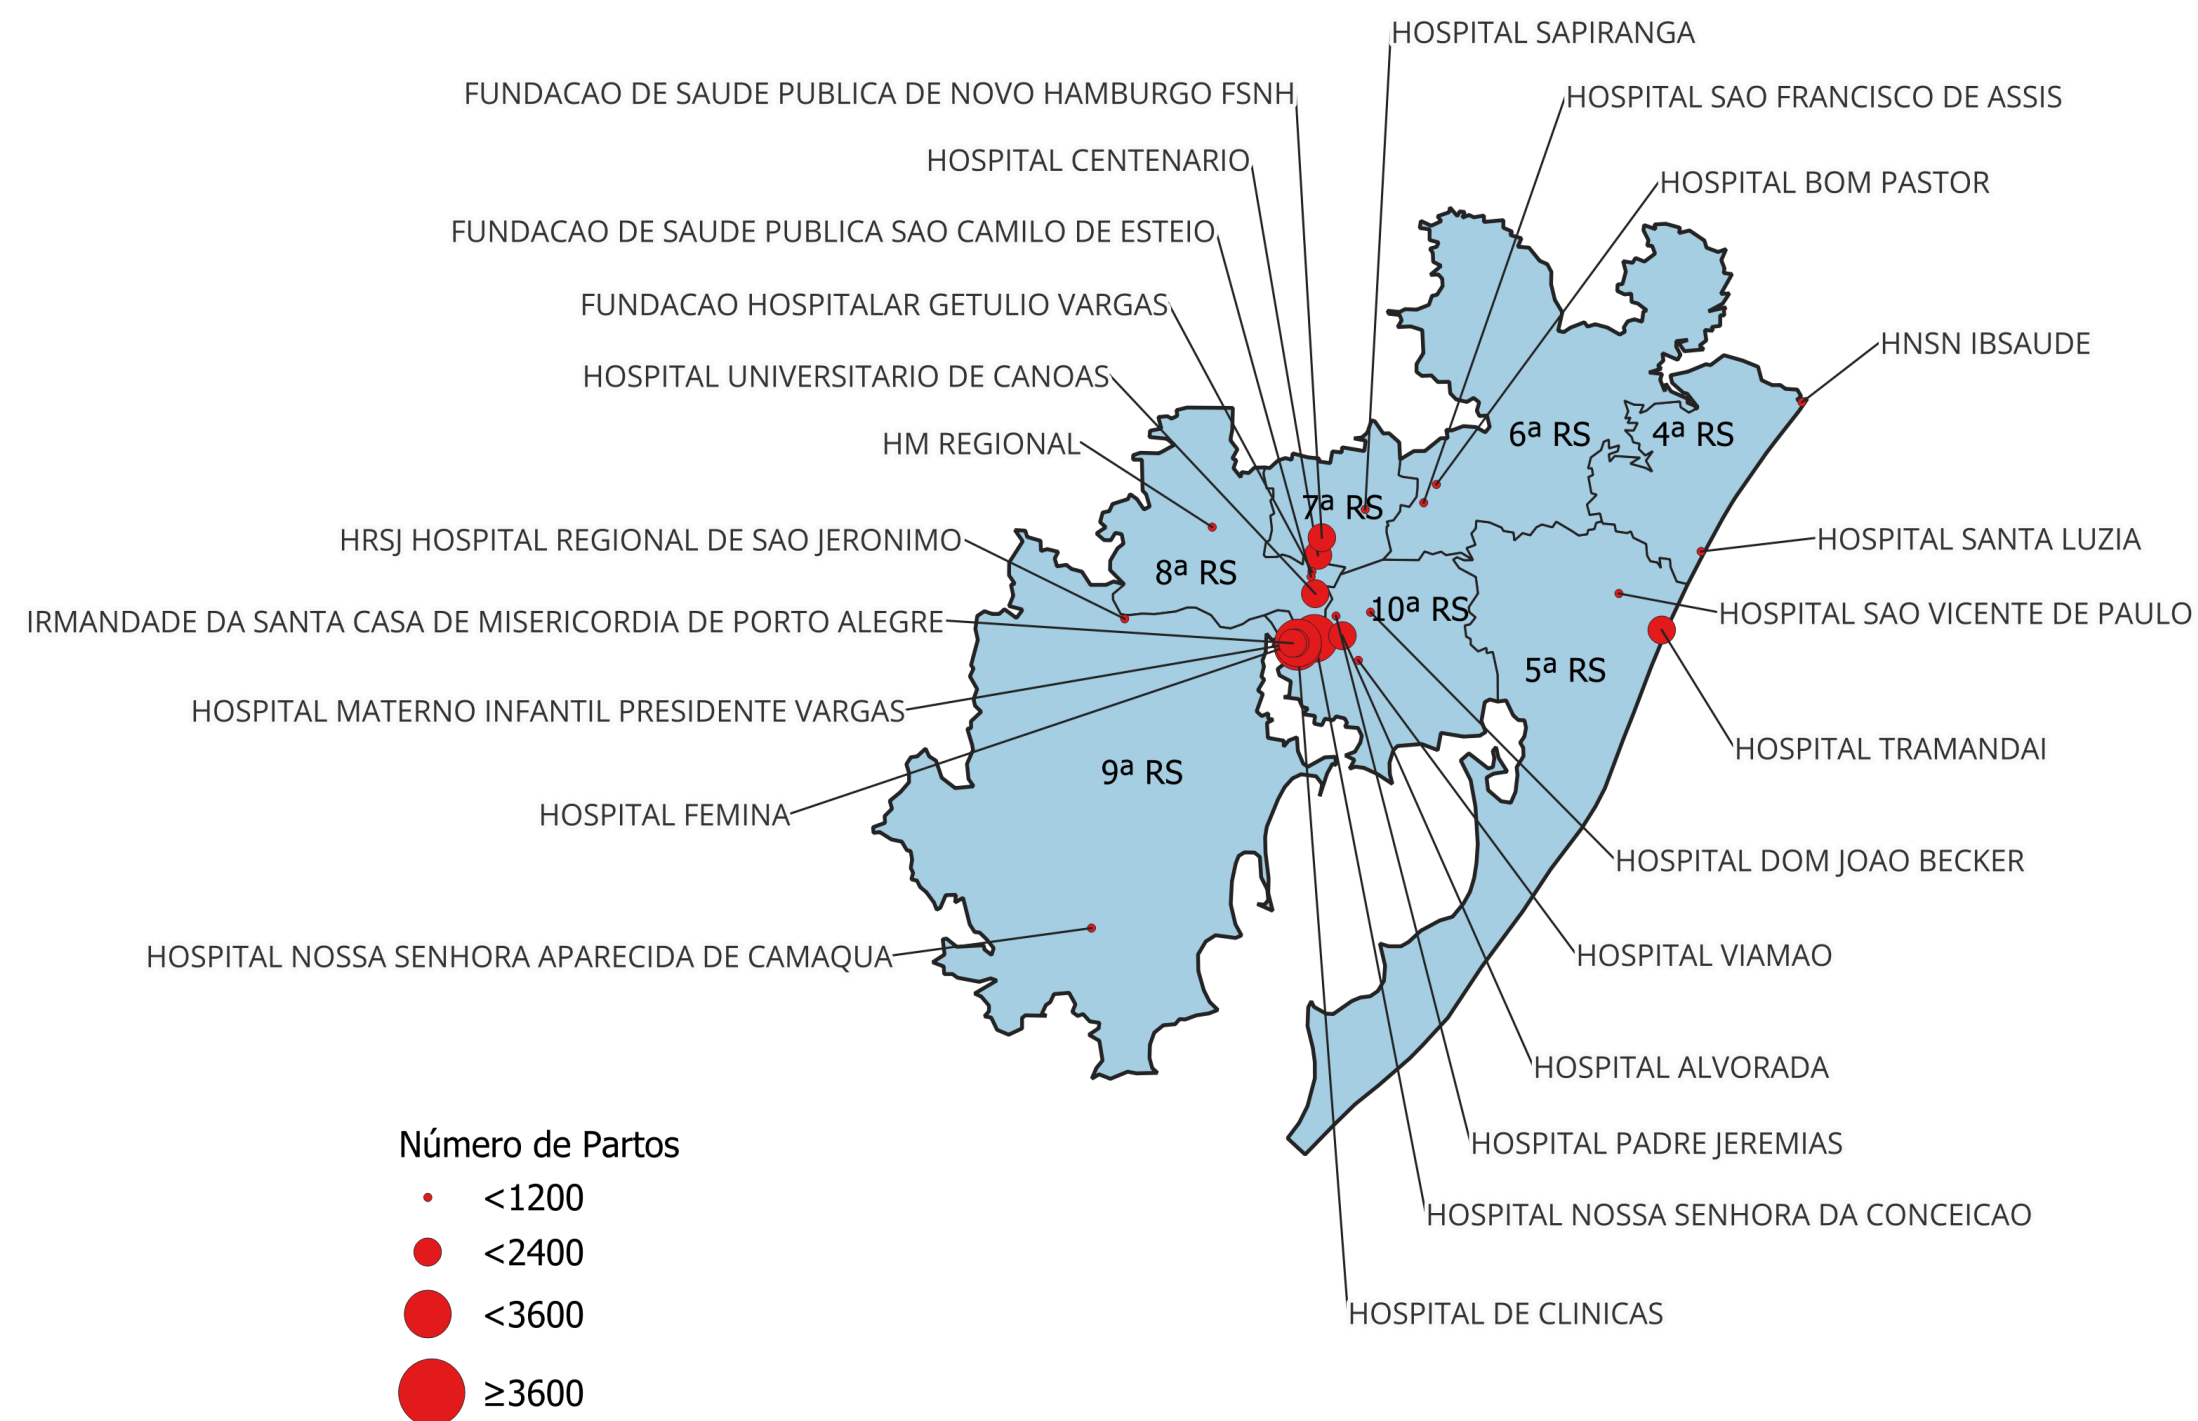 HOSPITAL SAPIRANGA
FUNDACAO DE SAUDE PUBLICA DE NOVO HAMBURGO FSNH
HOSPITAL SAO FRANCISCO DE ASSIS
HOSPITAL CENTENARIO
HOSPITAL BOM PASTOR
FUNDACAO DE SAUDE PUBLICA SAO CAMILO DE ESTEIO
FUNDACAO HOSPITALAR GETULIO VARGAS
HNSN IBSAUDE
HOSPITAL UNIVERSITARIO DE CANOAS
HM REGIONAL
6ª RS
4ª RS
7ª RS
HRSJ HOSPITAL REGIONAL DE SAO JERONIMO
HOSPITAL SANTA LUZIA
8ª RS
10ª RS
HOSPITAL SAO VICENTE DE PAULO
IRMANDADE DA SANTA CASA DE MISERICORDIA DE PORTO ALEGRE
5ª RS
HOSPITAL MATERNO INFANTIL PRESIDENTE VARGAS
HOSPITAL TRAMANDAI
9ª RS
HOSPITAL FEMINA
HOSPITAL DOM JOAO BECKER
HOSPITAL NOSSA SENHORA APARECIDA DE CAMAQUA
HOSPITAL VIAMAO
HOSPITAL ALVORADA
HOSPITAL PADRE JEREMIAS
HOSPITAL NOSSA SENHORA DA CONCEICAO
HOSPITAL DE CLINICAS
Número de Partos
<1200
<2400
<3600
≥3600